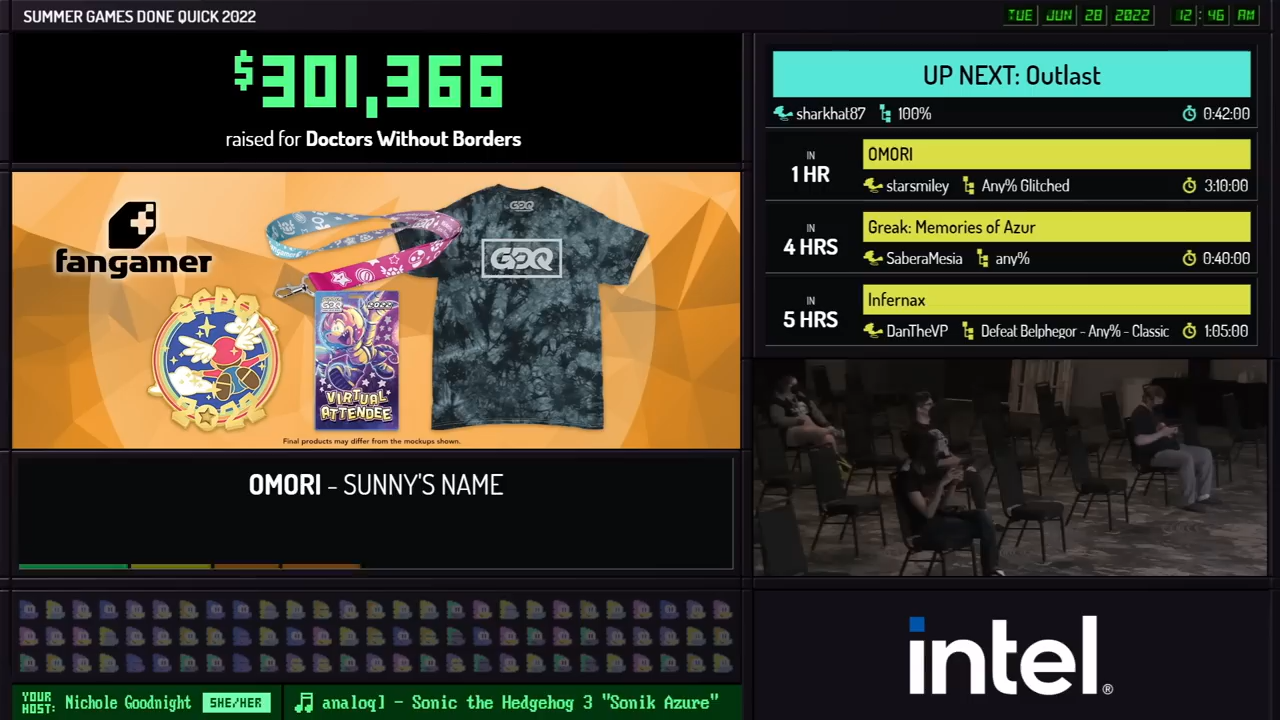 SUMMER GAMES DONE QUICK 2022
TUE JUN 28 2022 12:46 AM
$301,366
raised for Doctors Without Borders
fangamer
SGDQ
2022
GDQ
2022
VIRTUAL
ATTENDEE
GDQ
GDQ
Final products may differ from the mockups shown.
OMORI - SUNNY'S NAME
UP NEXT: Outlast
sharkhat87 100% 0:42:00
IN
1 HR
OMORI
starsmiley Any% Glitched 3:10:00
IN
4 HRS
Greak: Memories of Azur
SaberaMesia any% 0:40:00
IN
5 HRS
Infernax
DanTheVP Defeat Belphegor - Any% - Classic 1:05:00
intel®
YOUR
HOST:
Nichole Goodnight SHE/HER
analoq] - Sonic the Hedgehog 3 "Sonik Azure"